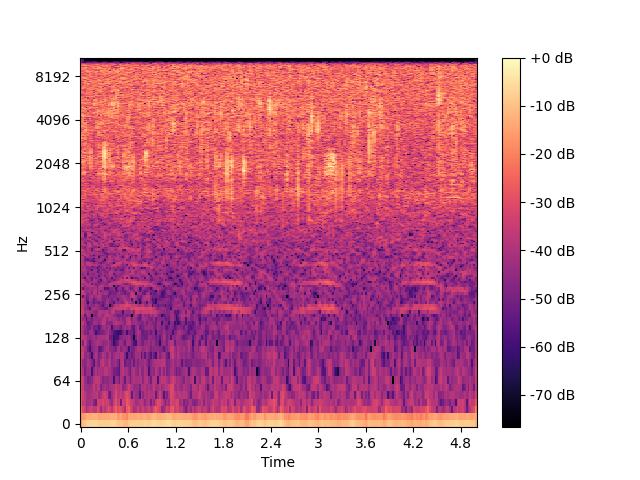 8192
4096
2048
1024
512
256
128
64
0
Hz
0 0.6 1.2 1.8 2.4 3 3.6 4.2 4.8
Time
+0 dB
-10 dB
-20 dB
-30 dB
-40 dB
-50 dB
-60 dB
-70 dB